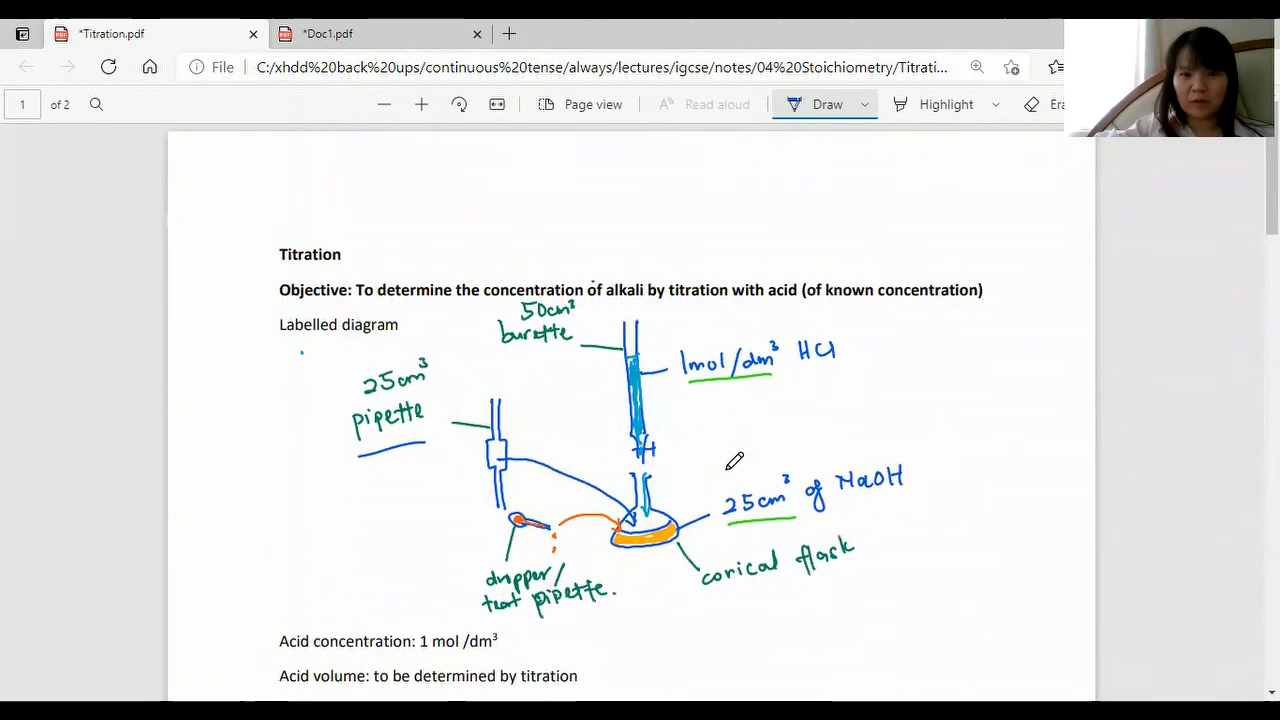 *Titration.pdf
*Doc1.pdf
File
C:/xhdd%20back%20ups/continuous%20tense/always/lectures/igcse/notes/04%20Stoichiometry/Titrati...
1
of 2
Page view
Read aloud
Draw
Highlight
Era
Titration
Objective: To determine the concentration of alkali by titration with acid (of known concentration)
Labelled diagram
50cm³
burette
1mol/dm³ HCl
25cm³
pipette
25cm³ of NaOH
conical flask
dropper/
teat pipette.
Acid concentration: 1 mol /dm³
Acid volume: to be determined by titration